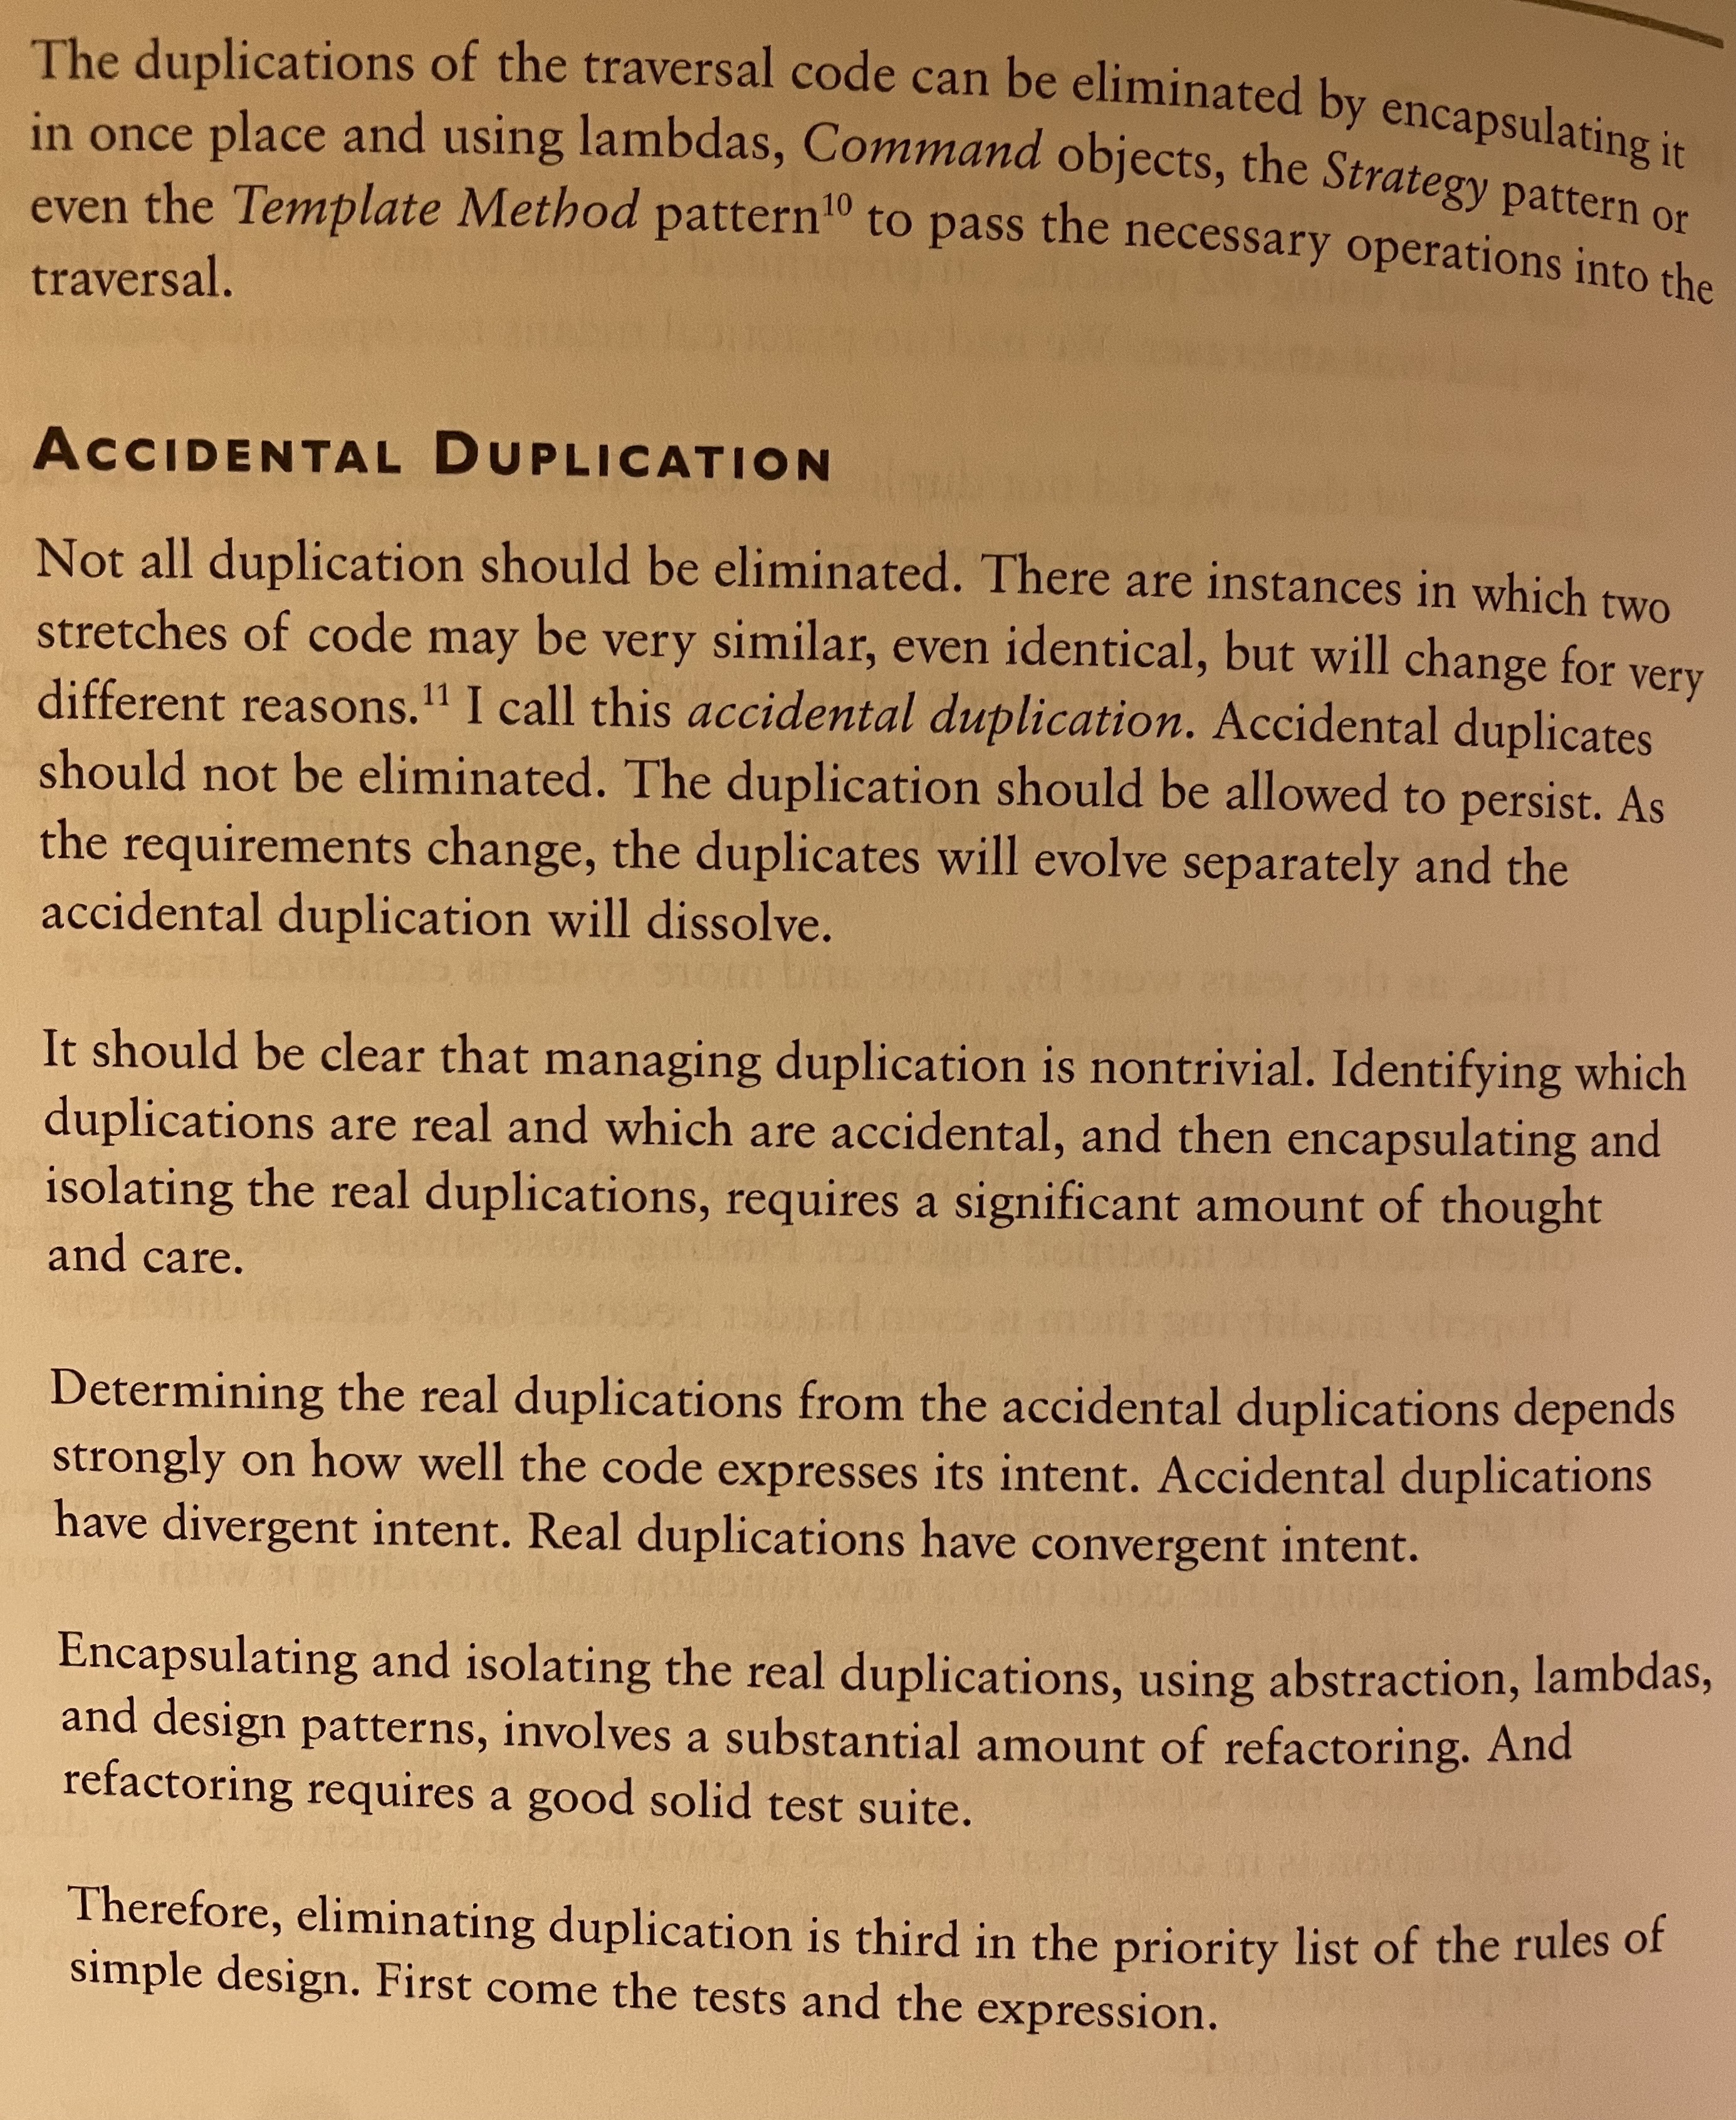 The duplications of the traversal code can be eliminated by encapsulating it
in once place and using lambdas, Command objects, the Strategy pattern or
even the Template Method pattern¹⁰ to pass the necessary operations into the
traversal.
ACCIDENTAL DUPLICATION
Not all duplication should be eliminated. There are instances in which two
stretches of code may be very similar, even identical, but will change for very
different reasons.¹¹ I call this accidental duplication. Accidental duplicates
should not be eliminated. The duplication should be allowed to persist. As
the requirements change, the duplicates will evolve separately and the
accidental duplication will dissolve.
It should be clear that managing duplication is nontrivial. Identifying which
duplications are real and which are accidental, and then encapsulating and
isolating the real duplications, requires a significant amount of thought
and care.
Determining the real duplications from the accidental duplications depends
strongly on how well the code expresses its intent. Accidental duplications
have divergent intent. Real duplications have convergent intent.
Encapsulating and isolating the real duplications, using abstraction, lambdas,
and design patterns, involves a substantial amount of refactoring. And
refactoring requires a good solid test suite.
Therefore, eliminating duplication is third in the priority list of the rules of
simple design. First come the tests and the expression.